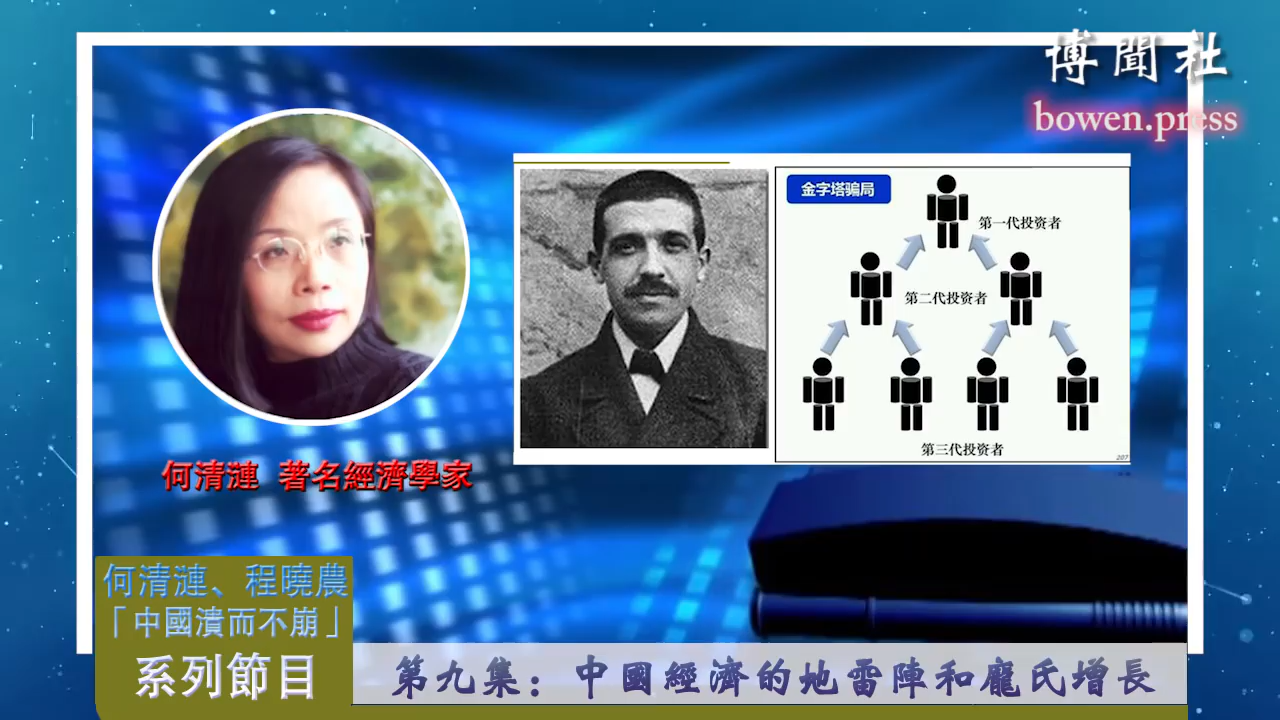 博聞社
bowen.press
金字塔骗局
第一代投资者
第二代投资者
第三代投资者
207
何清漣 著名經濟學家
何清漣、程曉農
「中國潰而不崩」
系列節目
第九集：中國經濟的地雷陣和龐氏增長